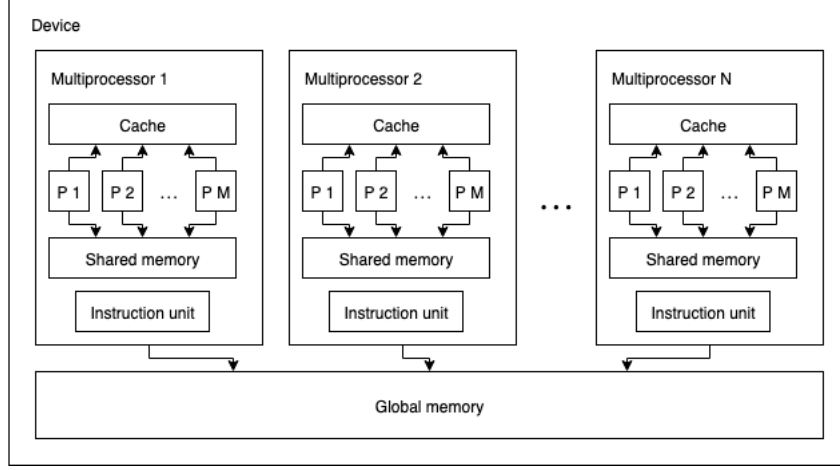 Device
Multiprocessor 1
Cache
P 1 P 2 ... P M
Shared memory
Instruction unit
Multiprocessor 2
Cache
P 1 P 2 ... P M
Shared memory
Instruction unit
...
Multiprocessor N
Cache
P 1 P 2 ... P M
Shared memory
Instruction unit
Global memory